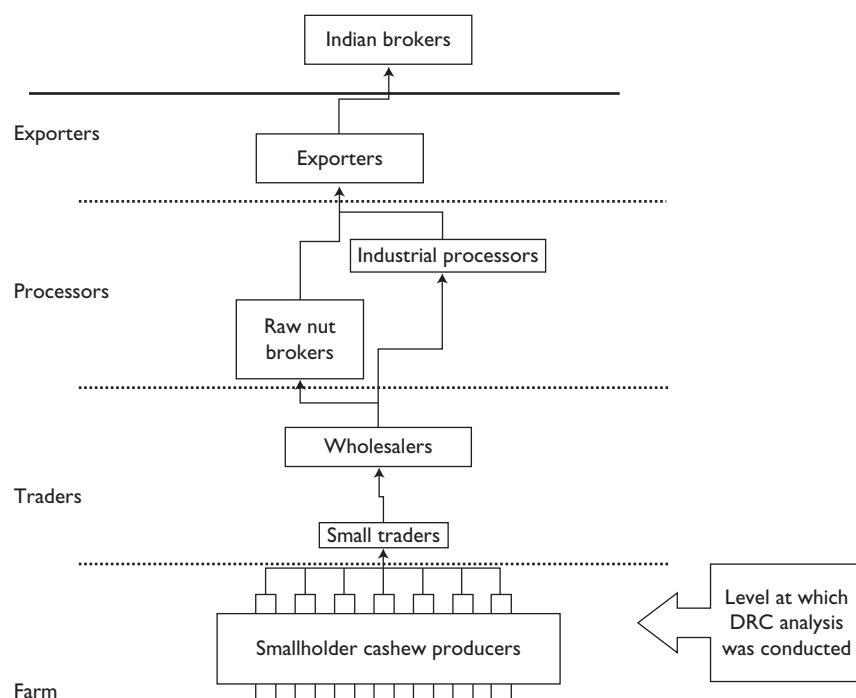 Indian brokers
Exporters
Exporters
Industrial processors
Processors
Raw nut
brokers
Wholesalers
Traders
Small traders
Level at which
DRC analysis
was conducted
Smallholder cashew producers
Farm